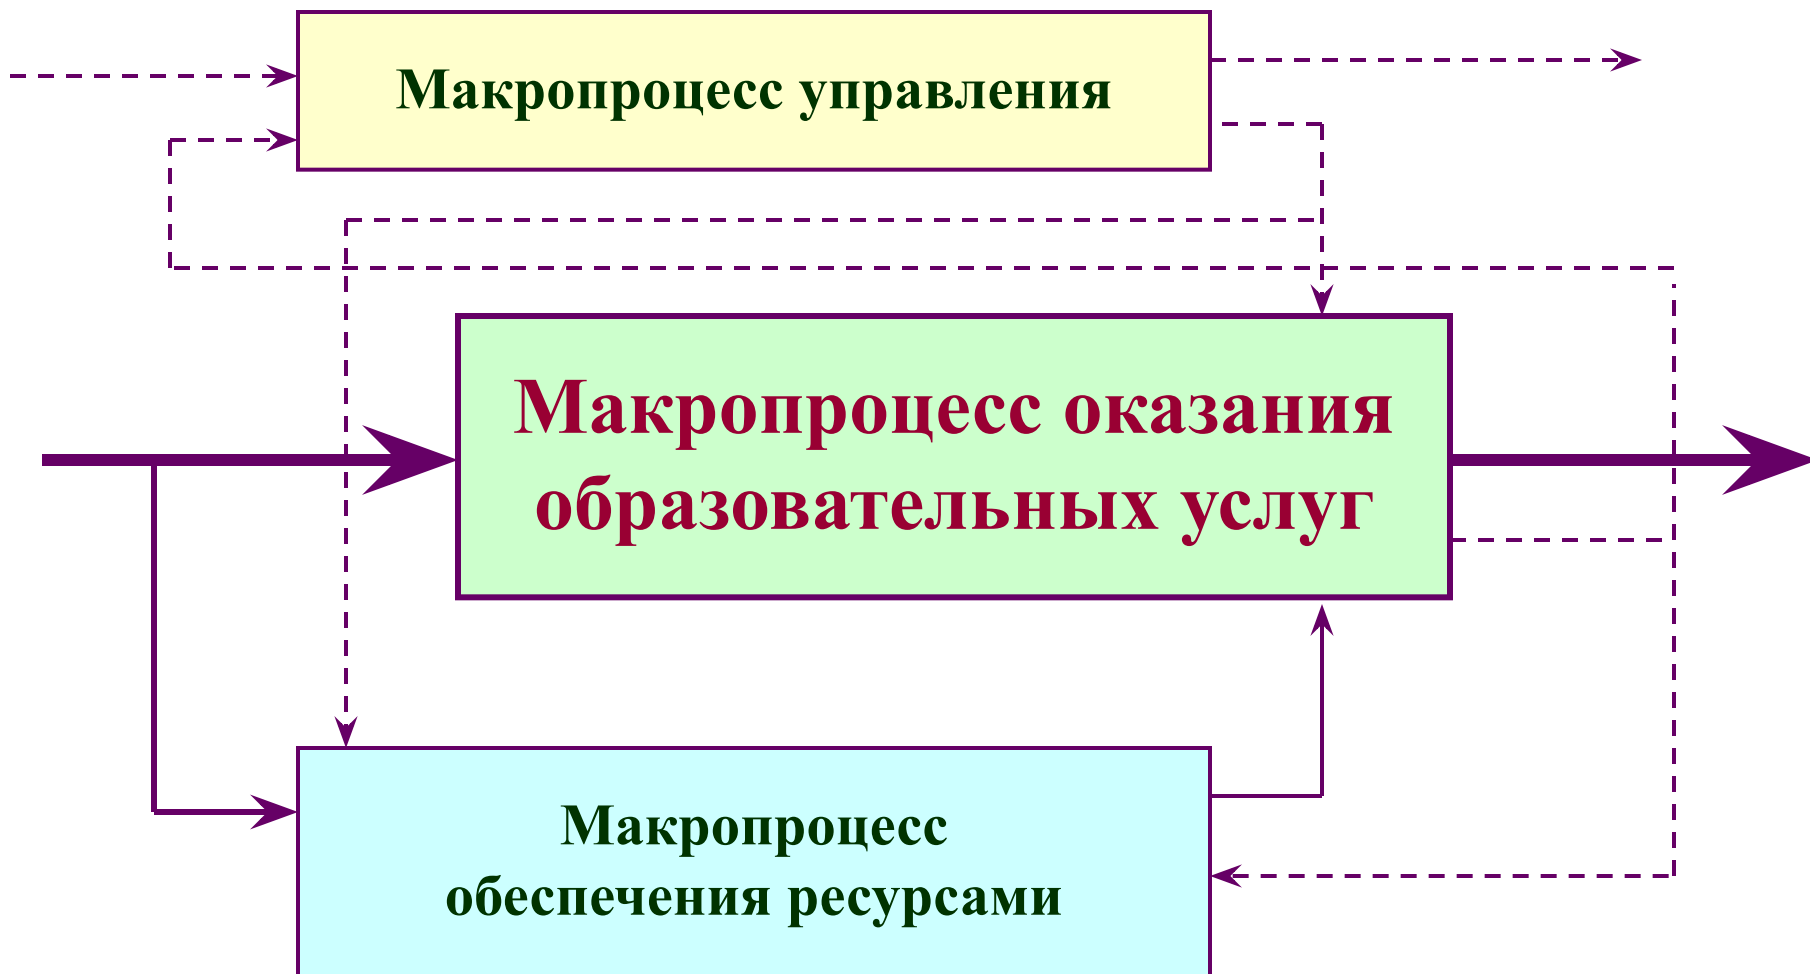 Макропроцесс управления
Макропроцесс оказания
образовательных услуг
Макропроцесс
обеспечения ресурсами